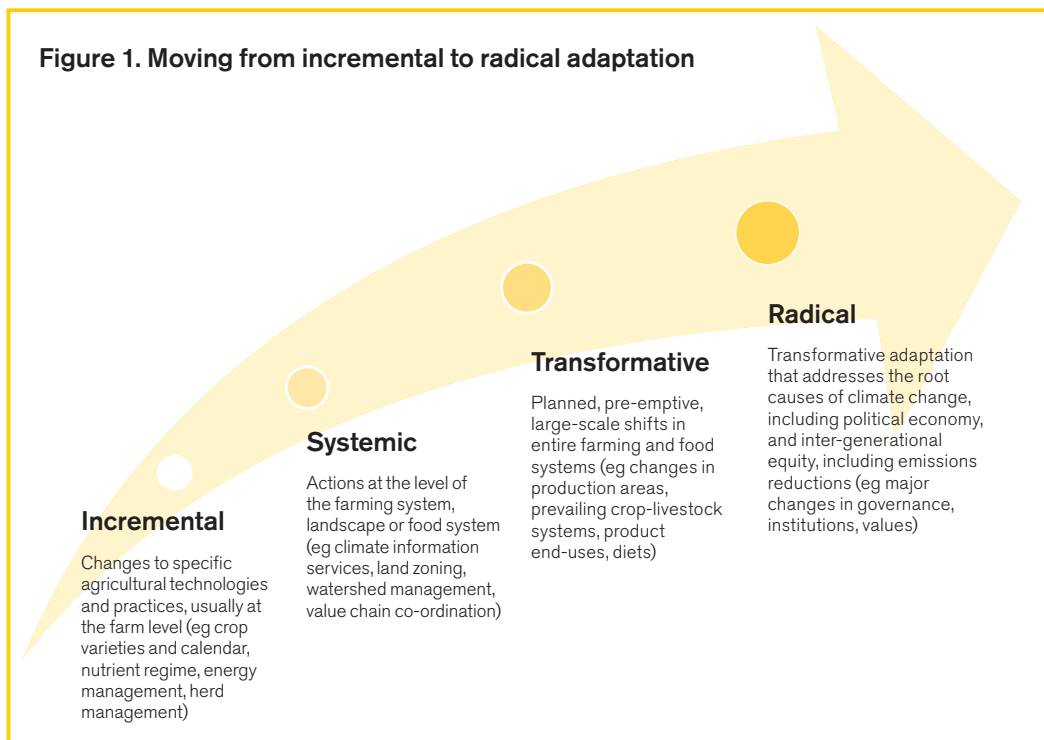 Figure 1. Moving from incremental to radical adaptation
Incremental
Changes to specific
agricultural technologies
and practices, usually at
the farm level (eg crop
varieties and calendar,
nutrient regime, energy
management, herd
management)
Systemic
Actions at the level of
the farming system,
landscape or food system
(eg climate information
services, land zoning,
watershed management,
value chain co-ordination)
Transformative
Planned, pre-emptive,
large-scale shifts in
entire farming and food
systems (eg changes in
production areas,
prevailing crop-livestock
systems, product
end-uses, diets)
Radical
Transformative adaptation
that addresses the root
causes of climate change,
including political economy,
and inter-generational
equity, including emissions
reductions (eg major
changes in governance,
institutions, values)